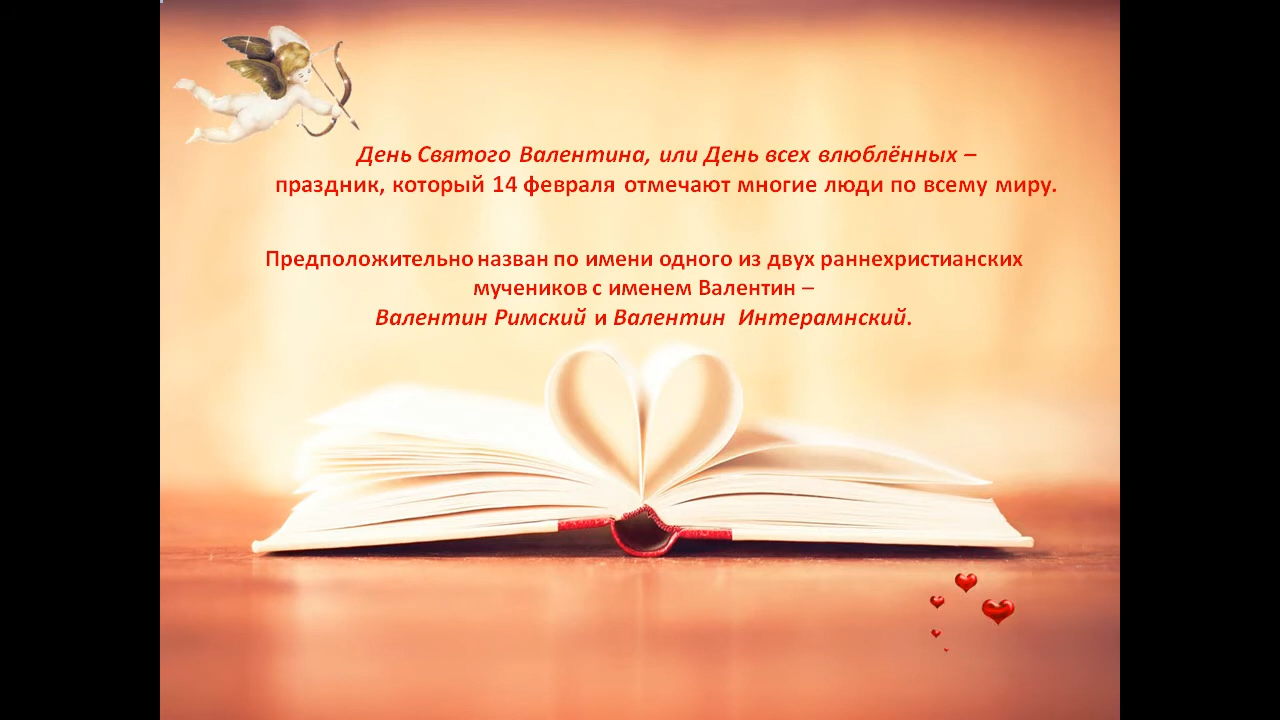 День Святого Валентина, или День всех влюблённых –
праздник, который 14 февраля отмечают многие люди по всему миру.
Предположительно назван по имени одного из двух раннехристианских
мучеников с именем Валентин –
Валентин Римский и Валентин Интерамнский.